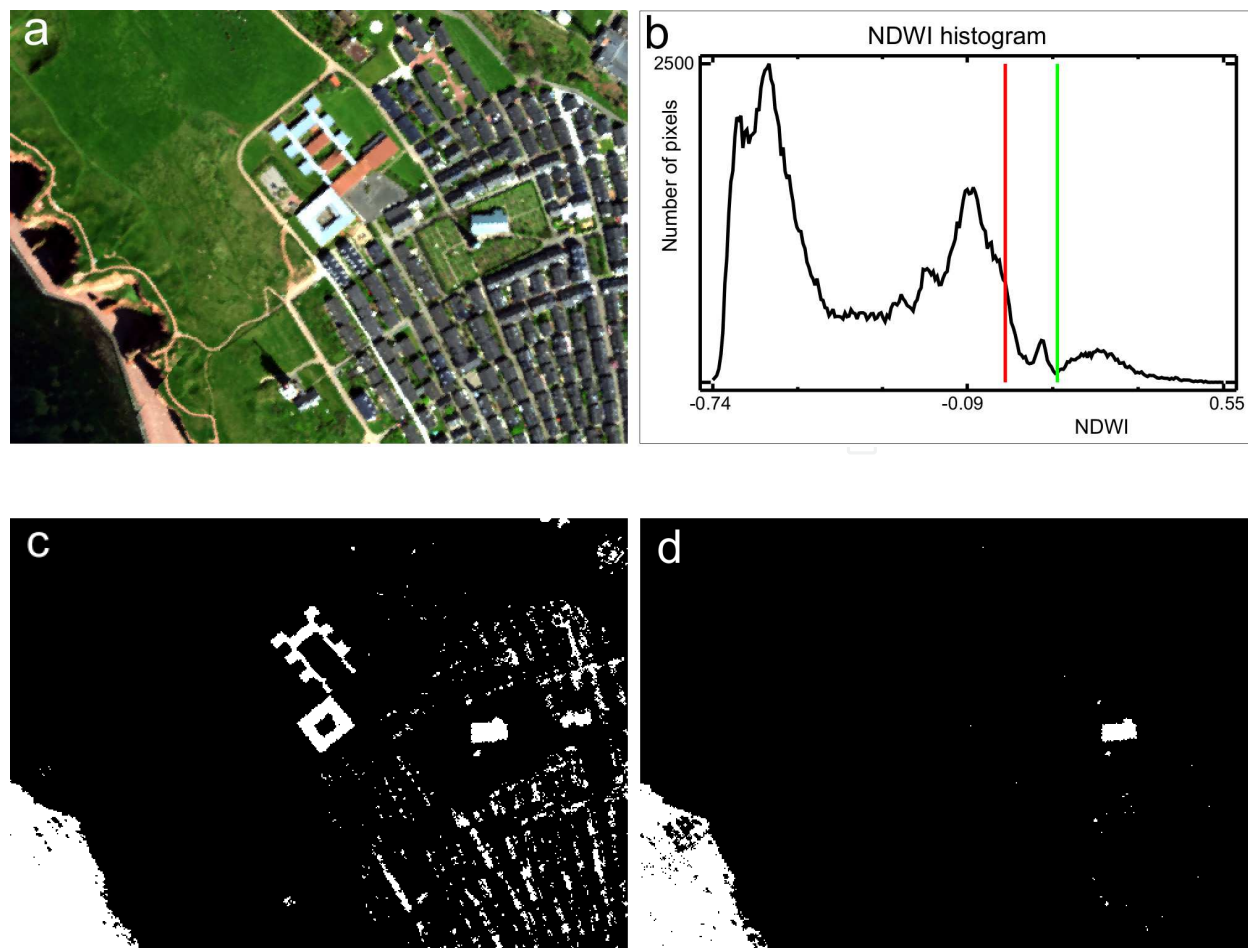 a
b
NDWI histogram
2500
Number of pixels
-0.74
-0.09
0.55
NDWI
c
d